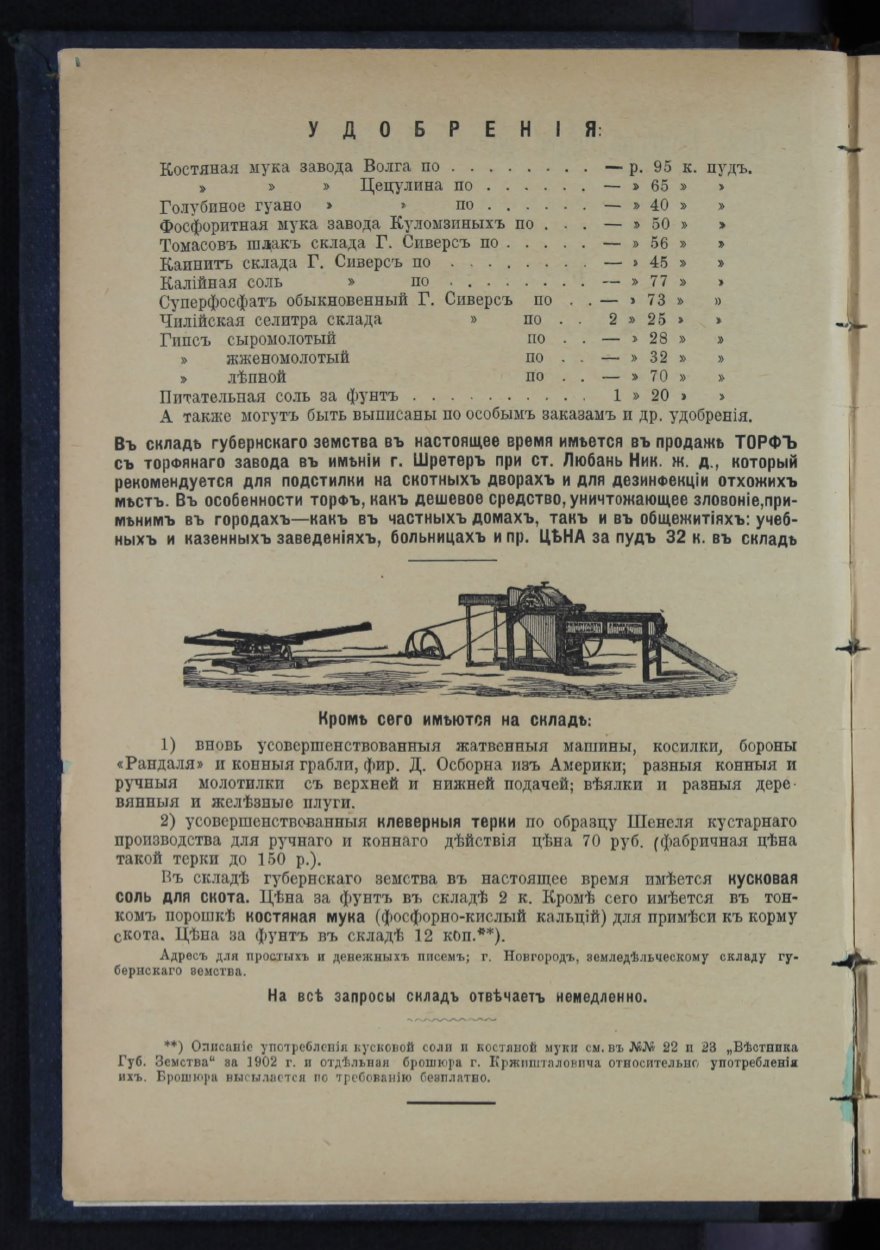 УДОБРЕНІЯ:
Костяная мука завода Волга по . . . . . . . . — р. 95 к. пудъ.
» » » Цецулина по . . . . . . — » 65 » »
Голубиное гуано » » по . . . . . . — » 40 » »
Фосфоритная мука завода Куломзиныхъ по . . . — » 50 » »
Томасовъ шлакъ склада Г. Сиверсъ по . . . . . — » 56 » »
Каинитъ склада Г. Сиверсъ по . . . . . . . . — » 45 » »
Калійная соль » по . . . . . . . . — » 77 » »
Суперфосфатъ обыкновенный Г. Сиверсъ по . . — » 73 » »
Чилійская селитра склада » по . . 2 » 25 » »
Гипсъ сыромолотый по . . — » 28 » »
» жженомолотый по . . — » 32 » »
» лѣпной по . . — » 70 » »
Питательная соль за фунтъ . . . . . . . . . . 1 » 20 » »
А также могутъ быть выписаны по особымъ заказамъ и др. удобренія.
Въ складѣ губернскаго земства въ настоящее время имѣется въ продажѣ ТОРФЪ
съ торфянаго завода въ имѣніи г. Шретеръ при ст. Любань Ник. ж. д., который
рекомендуется для подстилки на скотныхъ дворахъ и для дезинфекціи отхожихъ
мѣстъ. Въ особенности торфъ, какъ дешевое средство, уничтожающее зловоніе, при-
мѣнимъ въ городахъ—какъ въ частныхъ домахъ, такъ и въ общежитіяхъ: учеб-
ныхъ и казенныхъ заведеніяхъ, больницахъ и пр. ЦѢНА за пудъ 32 к. въ складѣ
Кромѣ сего имѣются на складѣ:
1) вновь усовершенствованныя жатвенныя машины, косилки, бороны
«Рандаля» и конныя грабли, фир. Д. Осборна изъ Америки; разныя конныя и
ручныя молотилки съ верхней и нижней подачей; вѣялки и разныя дере-
вянныя и желѣзные плуги.
2) усовершенствованныя клеверныя терки по образцу Шенеля кустарнаго
производства для ручнаго и коннаго дѣйствія цѣна 70 руб. (фабричная цѣна
такой терки до 150 р.).
Въ складѣ губернскаго земства въ настоящее время имѣется кусковая
соль для скота. Цѣна за фунтъ въ складѣ 2 к. Кромѣ сего имѣется въ тон-
комъ порошкѣ костяная мука (фосфорно-кислый кальцій) для примѣси къ корму
скота. Цѣна за фунтъ въ складѣ 12 коп.**).
Адресъ для простыхъ и денежныхъ писемъ; г. Новгородъ, земледѣльческому складу гу-
бернскаго земства.
На всѣ запросы складъ отвѣчаетъ немедленно.
**) Описаніе употребленія кусковой соли и костяной муки см. въ №№ 22 и 23 „Вѣстника
Губ. Земства“ за 1902 г. и отдѣльная брошюра г. Кржишталовича относительно употребленія
ихъ. Брошюра высылается по требованію безплатно.